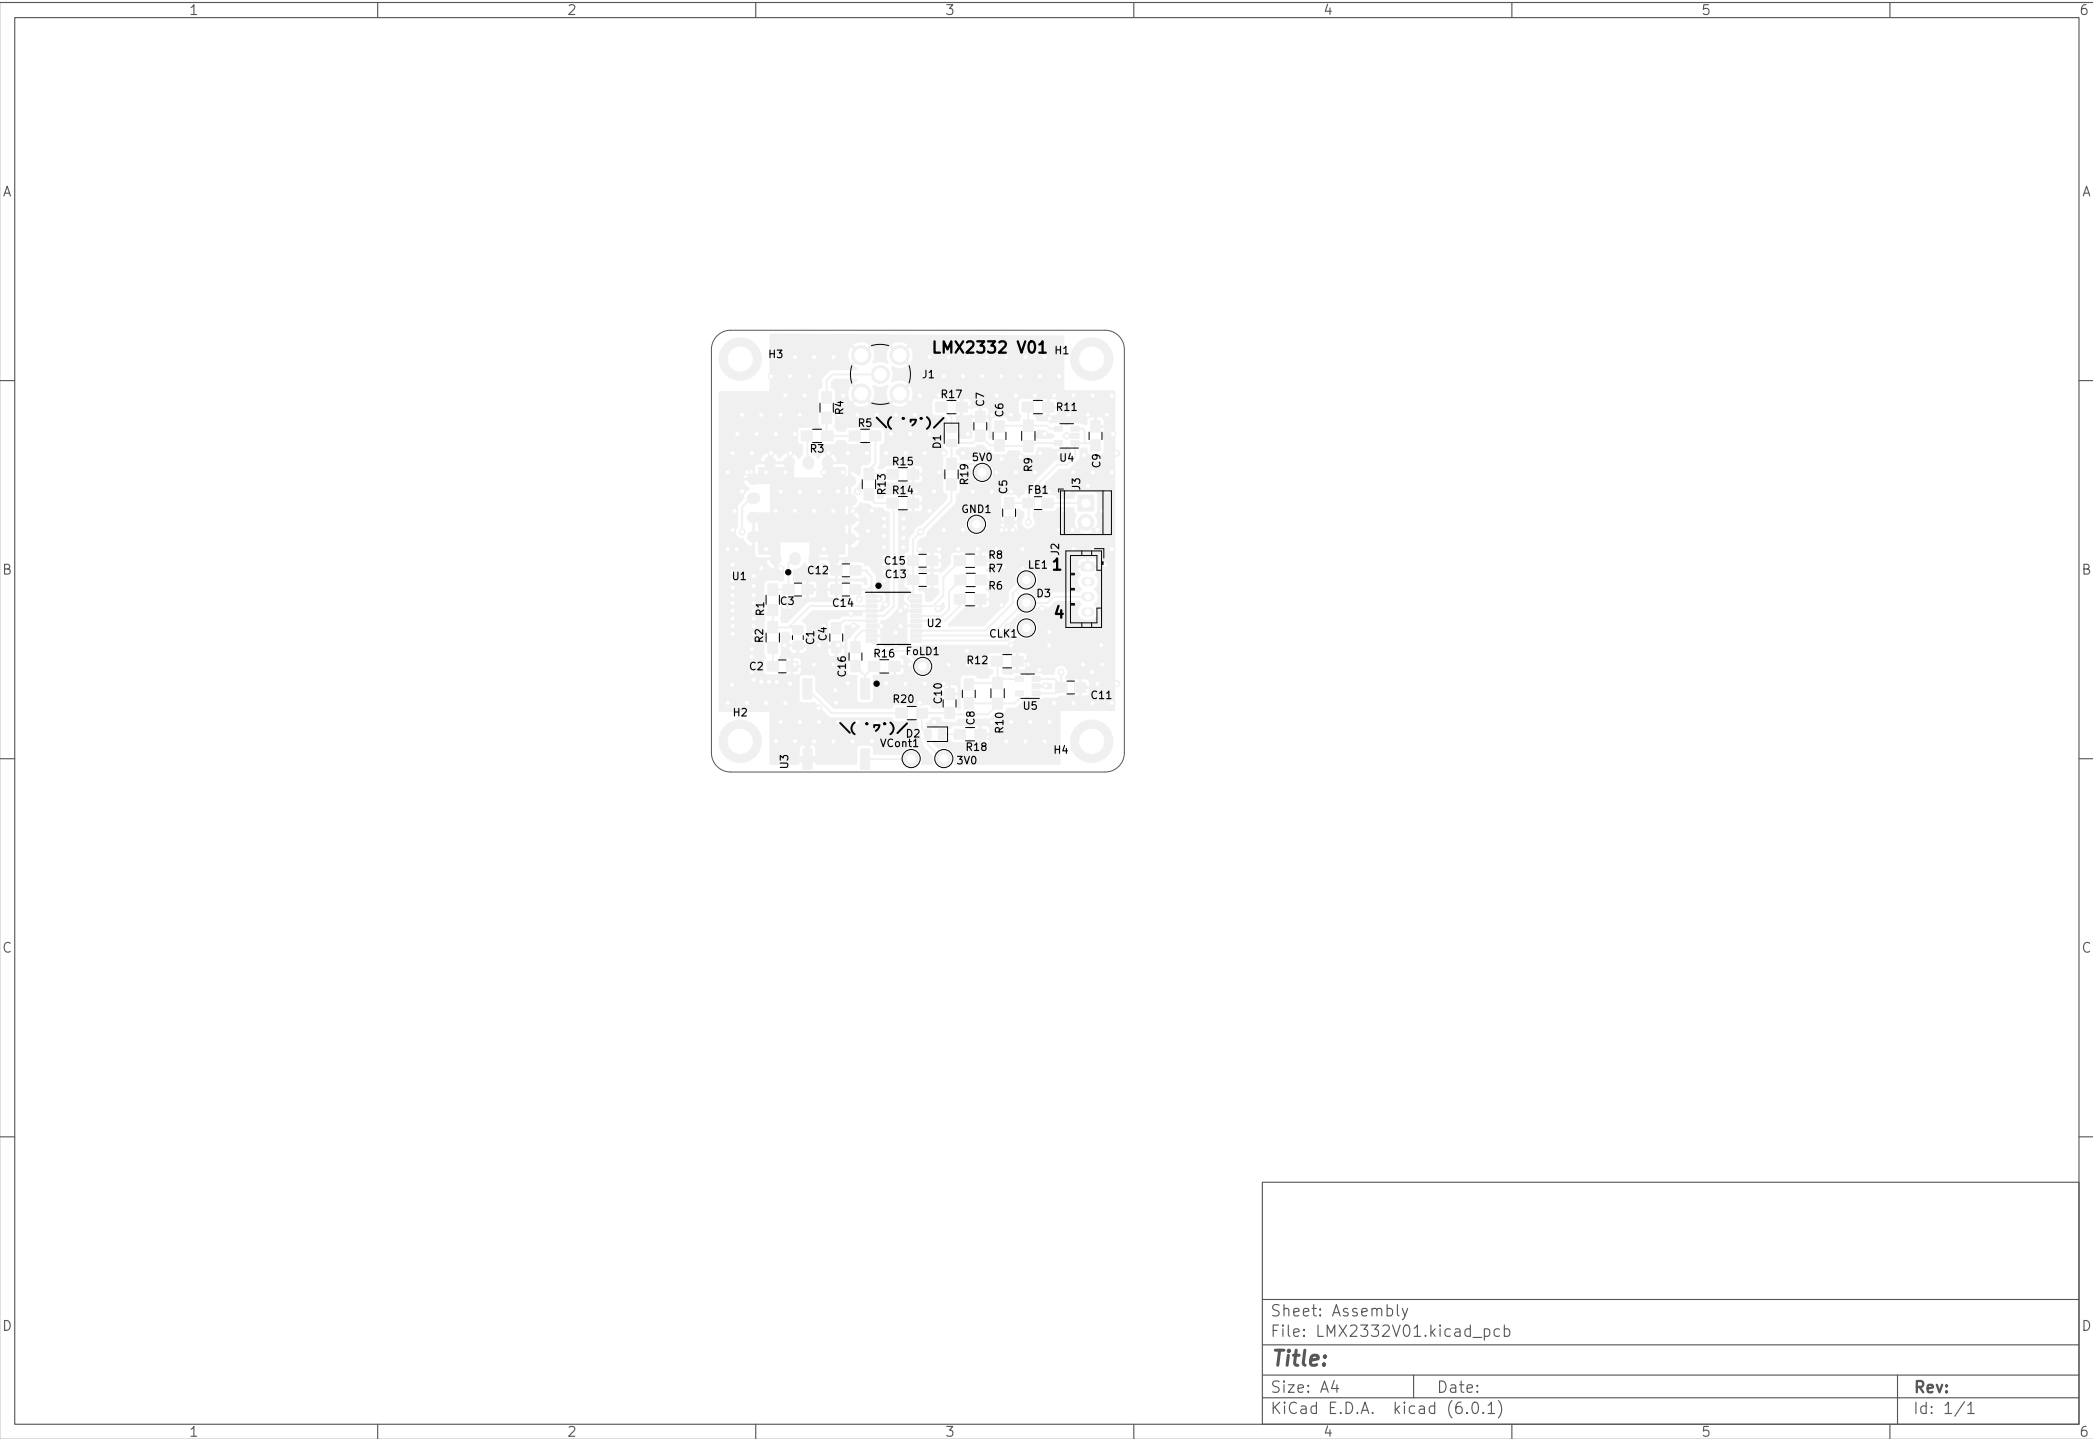 1 2 3 4 5 6
A A
LMX2332 V01
H3 H1
J1
R17 C7 C6 R11
R4
R5 \(.ヮ.)/
R3 D1
R15 5V0 R9 U4 C9
R13 R19
R14 C5 FB1 J3
GND1
J2
B B
C15 R8 LE1 1
C12 C13 R7
U1 R6
C3 C14 D3
R1 4
U2
R2 C1 C4 CLK1
R16 FoLD1
C2 C16 R12
C10 C11
R20 U5
H2 C8 R10
\(.ヮ.)/ D2
VCont1 R18 H4
U3 3V0
C C
D D
Sheet: Assembly
File: LMX2332V01.kicad_pcb
Title:
Size: A4 Date: Rev:
KiCad E.D.A. kicad (6.0.1) Id: 1/1
1 2 3 4 5 6